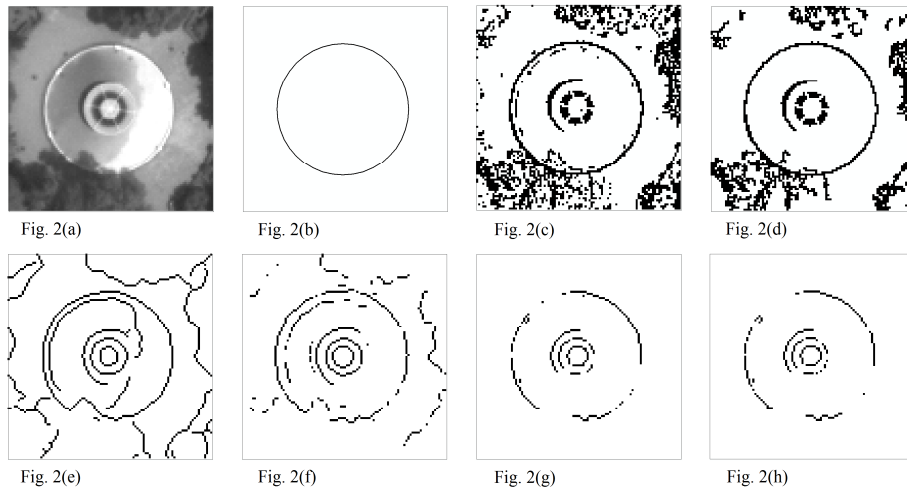 Fig. 2(a)
Fig. 2(b)
Fig. 2(c)
Fig. 2(d)
Fig. 2(e)
Fig. 2(f)
Fig. 2(g)
Fig. 2(h)